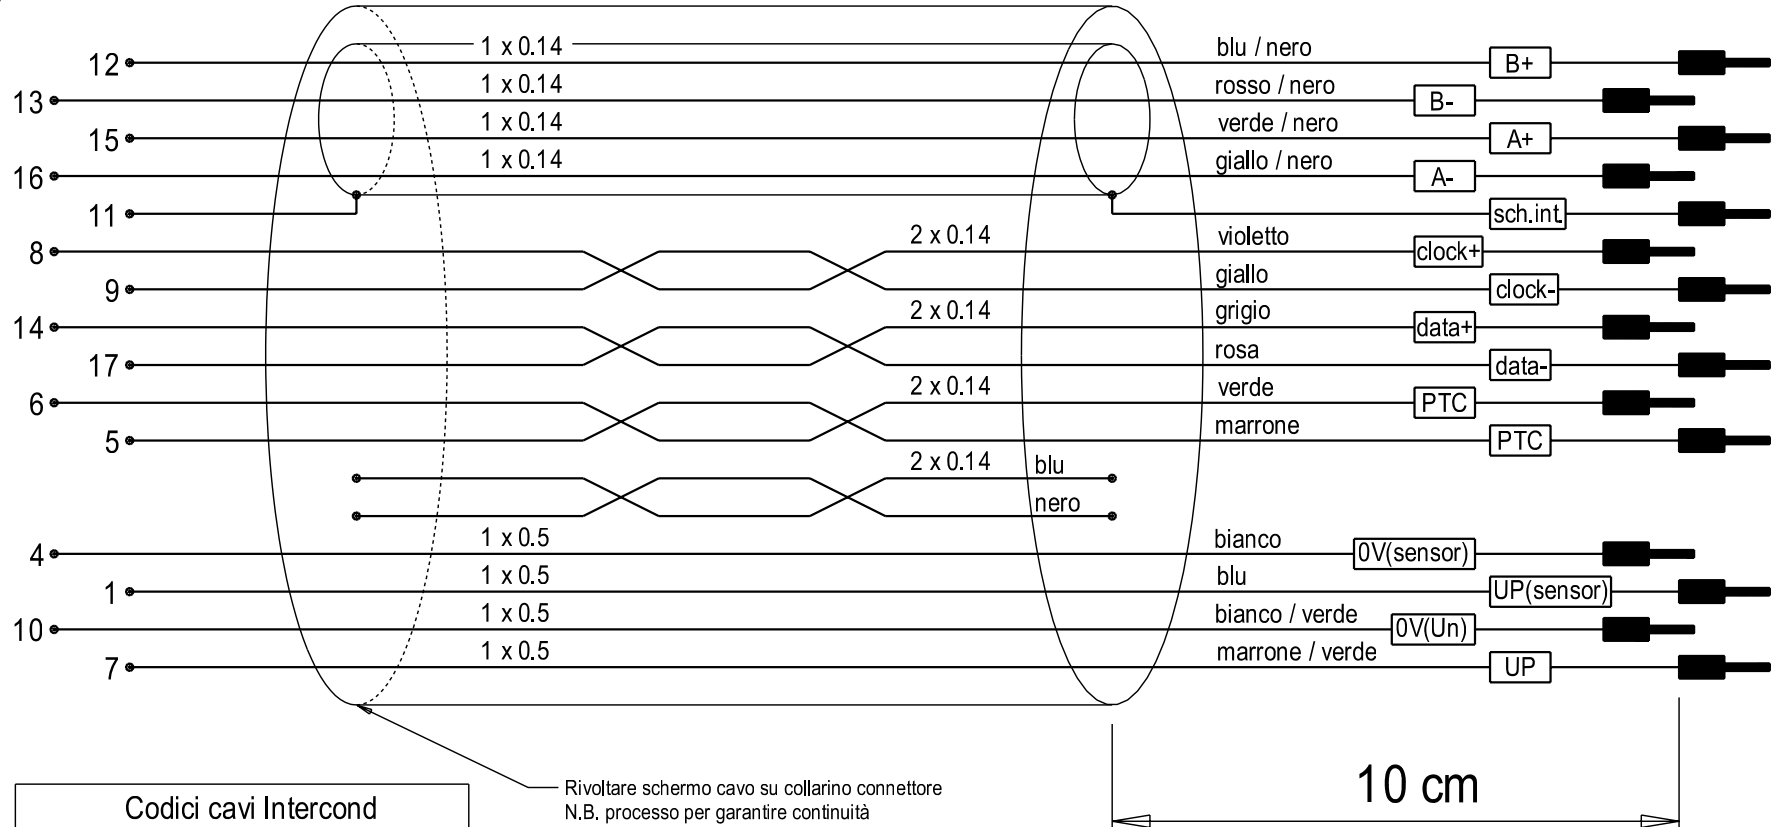 12 1 x 0.14 blu / nero B+
13 1 x 0.14 rosso / nero B-
15 1 x 0.14 verde / nero A+
16 1 x 0.14 giallo / nero A-
11 sch.int.
8 2 x 0.14 violetto clock+
9 giallo clock-
14 2 x 0.14 grigio data+
17 rosa data-
6 2 x 0.14 verde PTC
5 marrone PTC
2 x 0.14 blu
nero
4 1 x 0.5 bianco 0V(sensor)
1 1 x 0.5 blu UP(sensor)
10 1 x 0.5 bianco / verde 0V(Un)
7 1 x 0.5 marrone / verde UP
Rivoltare schermo cavo su collarino connettore
N.B. processo per garantire continuità
10 cm
Codici cavi Intercond